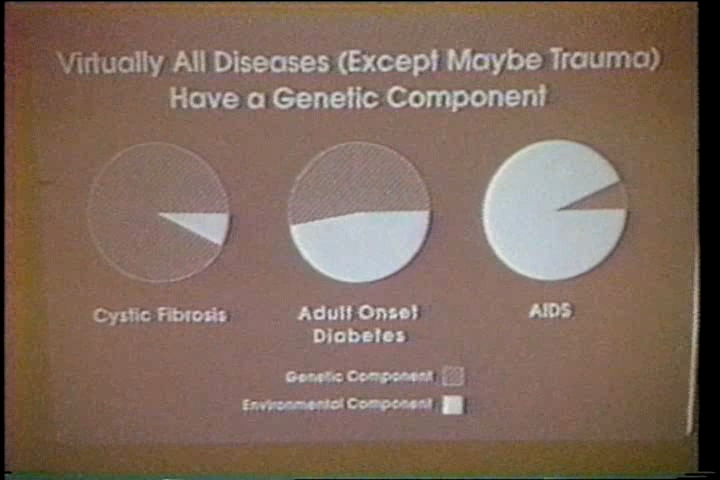 Virtually All Diseases (Except Maybe Trauma)
Have a Genetic Component
Cystic Fibrosis
Adult Onset
Diabetes
AIDS
Genetic Component
Environmental Component